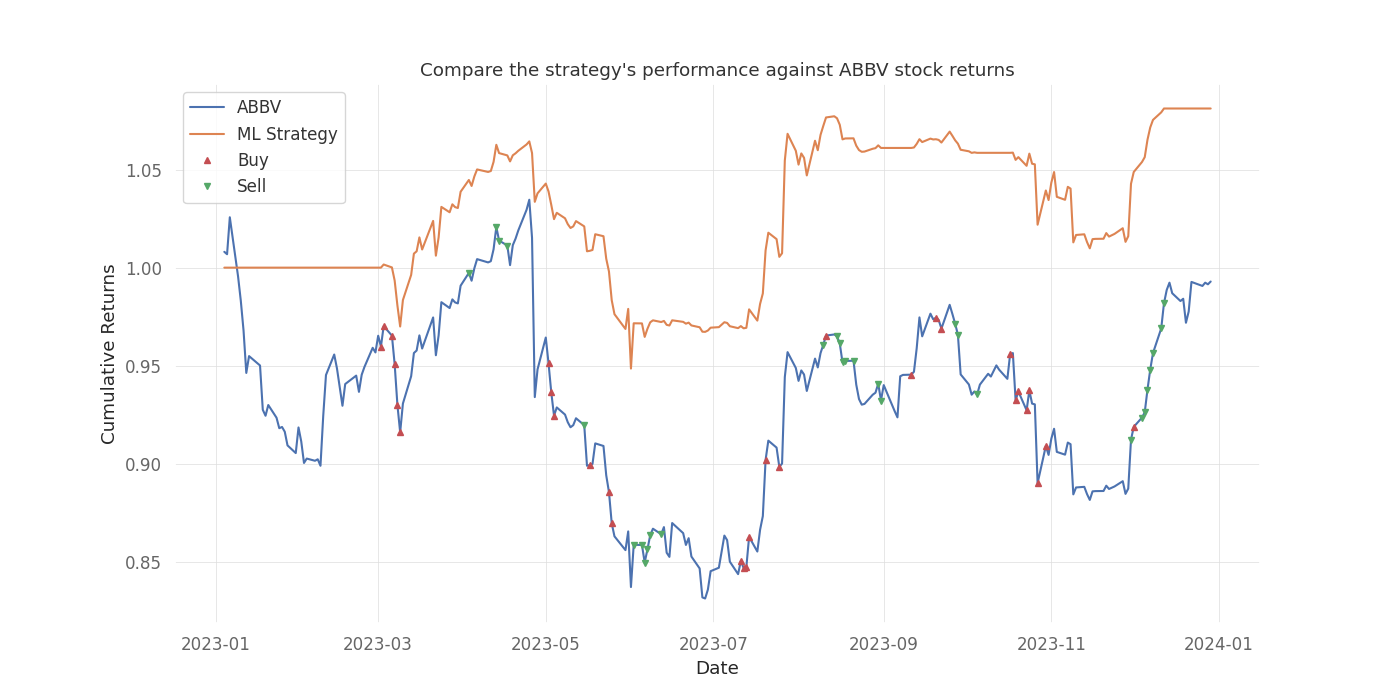 Compare the strategy's performance against ABBV stock returns
ABBV
ML Strategy
Buy
Sell
Cumulative Returns
1.05
1.00
0.95
0.90
0.85
2023-01 2023-03 2023-05 2023-07 2023-09 2023-11 2024-01
Date